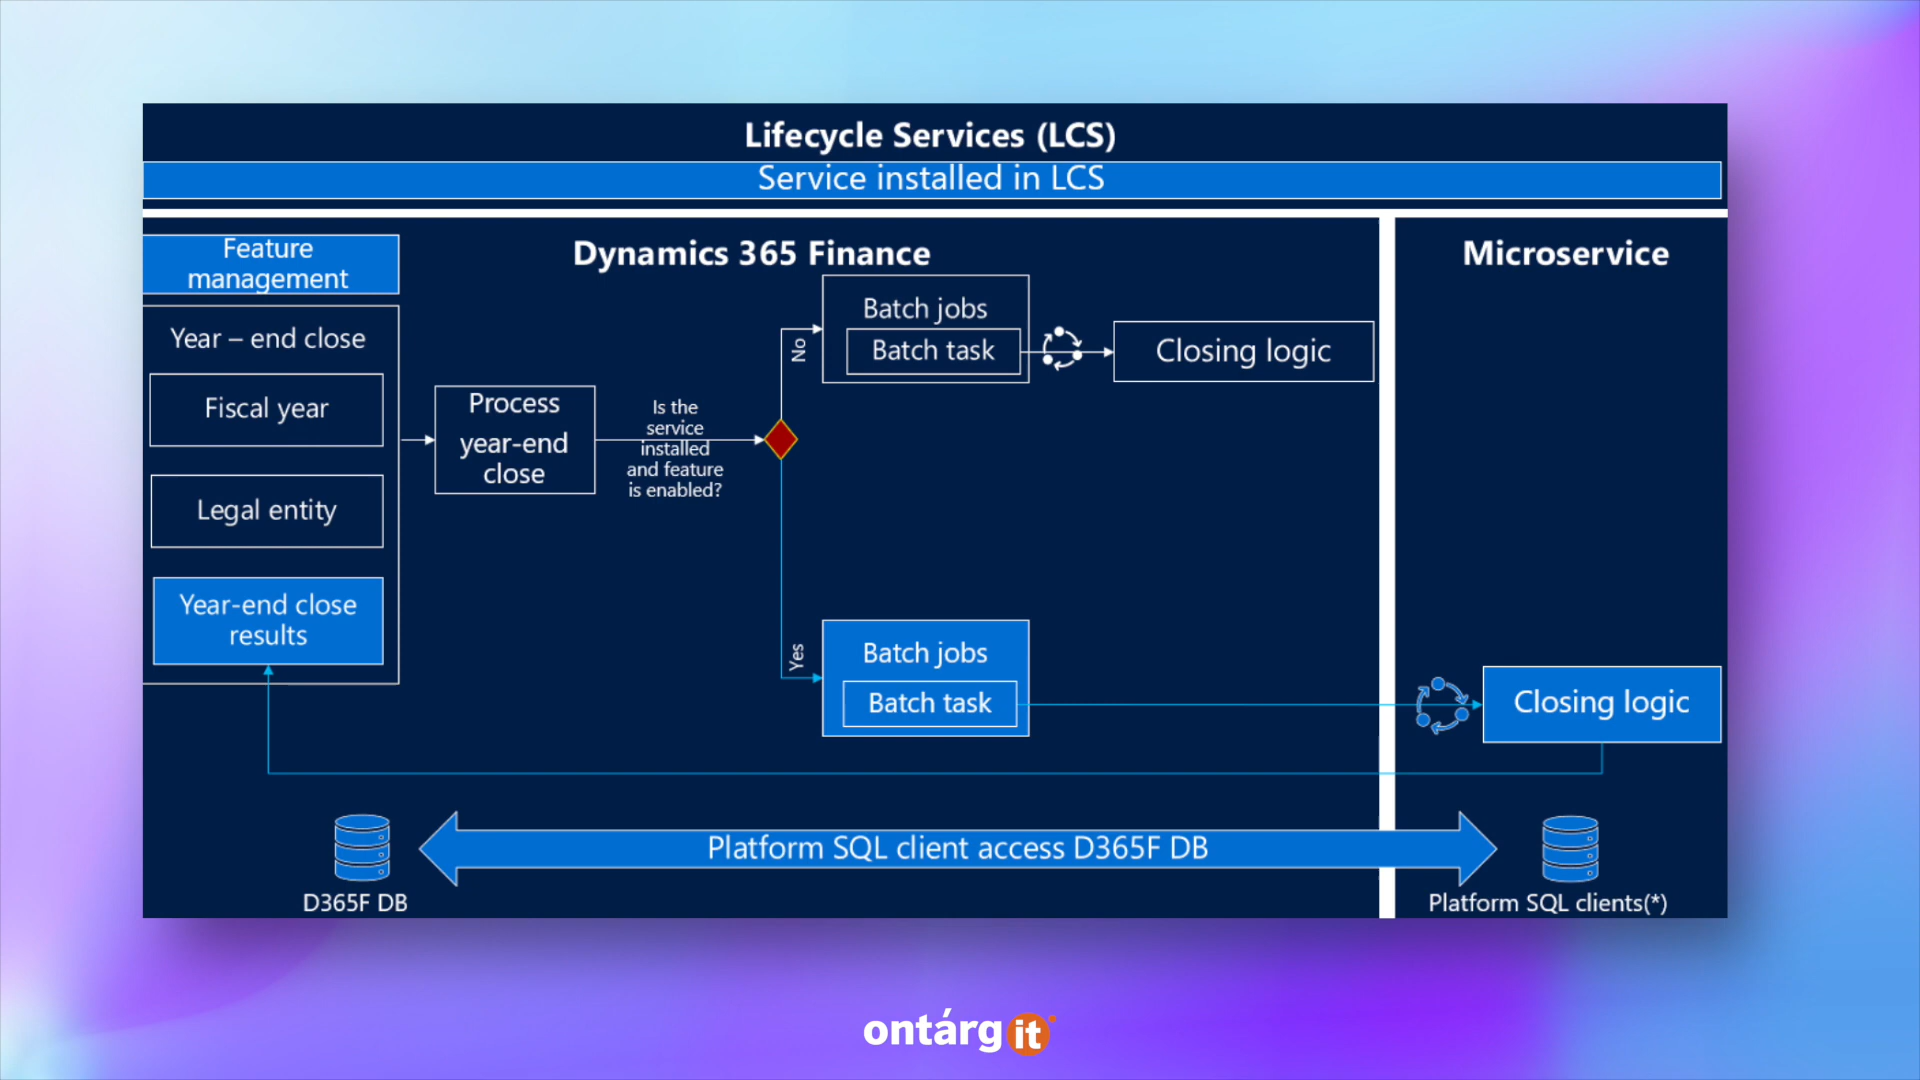 Lifecycle Services (LCS)
Service installed in LCS
Feature
management
Dynamics 365 Finance
Microservice
Year – end close
Fiscal year
Legal entity
Year-end close
results
Process
year-end
close
Is the
service
installed
and feature
is enabled?
No
Batch jobs
Batch task
Closing logic
Yes
Batch jobs
Batch task
Closing logic
Platform SQL client access D365F DB
D365F DB
Platform SQL clients(*)
ontárgit